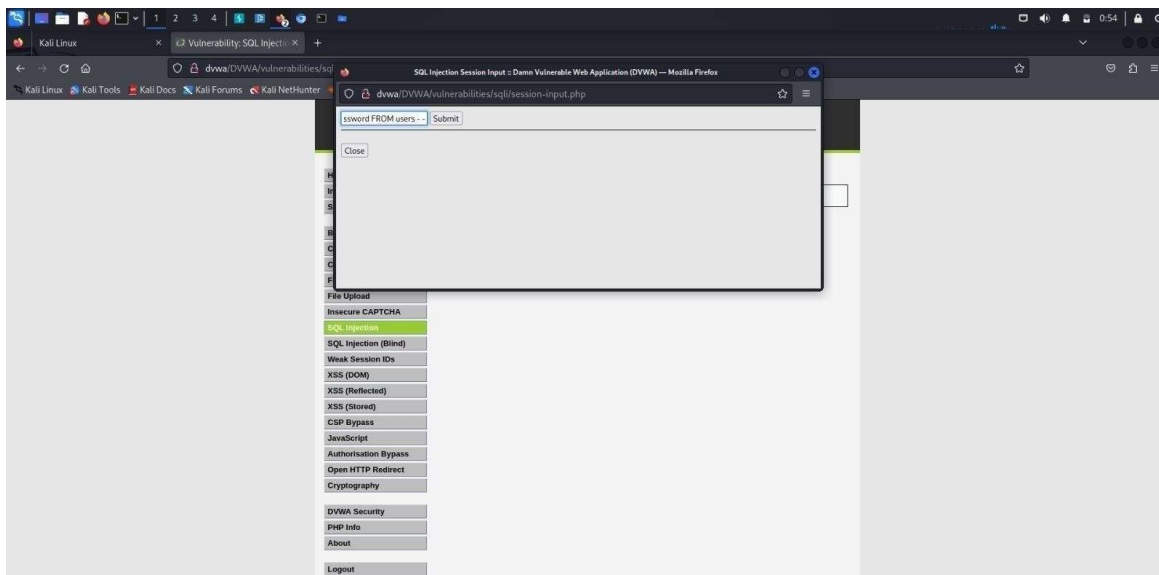 1 2 3 4
0:54
Kali Linux
Vulnerability: SQL Injectic
dvwa/DVWA/vulnerabilities/sql
Kali Linux Kali Tools Kali Docs Kali Forums Kali NetHunter
SQL Injection Session Input :: Damn Vulnerable Web Application (DVWA) — Mozilla Firefox
dvwa/DVWA/vulnerabilities/sqli/session-input.php
ssword FROM users - - Submit
Close
File Upload
Insecure CAPTCHA
SQL Injection
SQL Injection (Blind)
Weak Session IDs
XSS (DOM)
XSS (Reflected)
XSS (Stored)
CSP Bypass
JavaScript
Authorisation Bypass
Open HTTP Redirect
Cryptography
DVWA Security
PHP Info
About
Logout